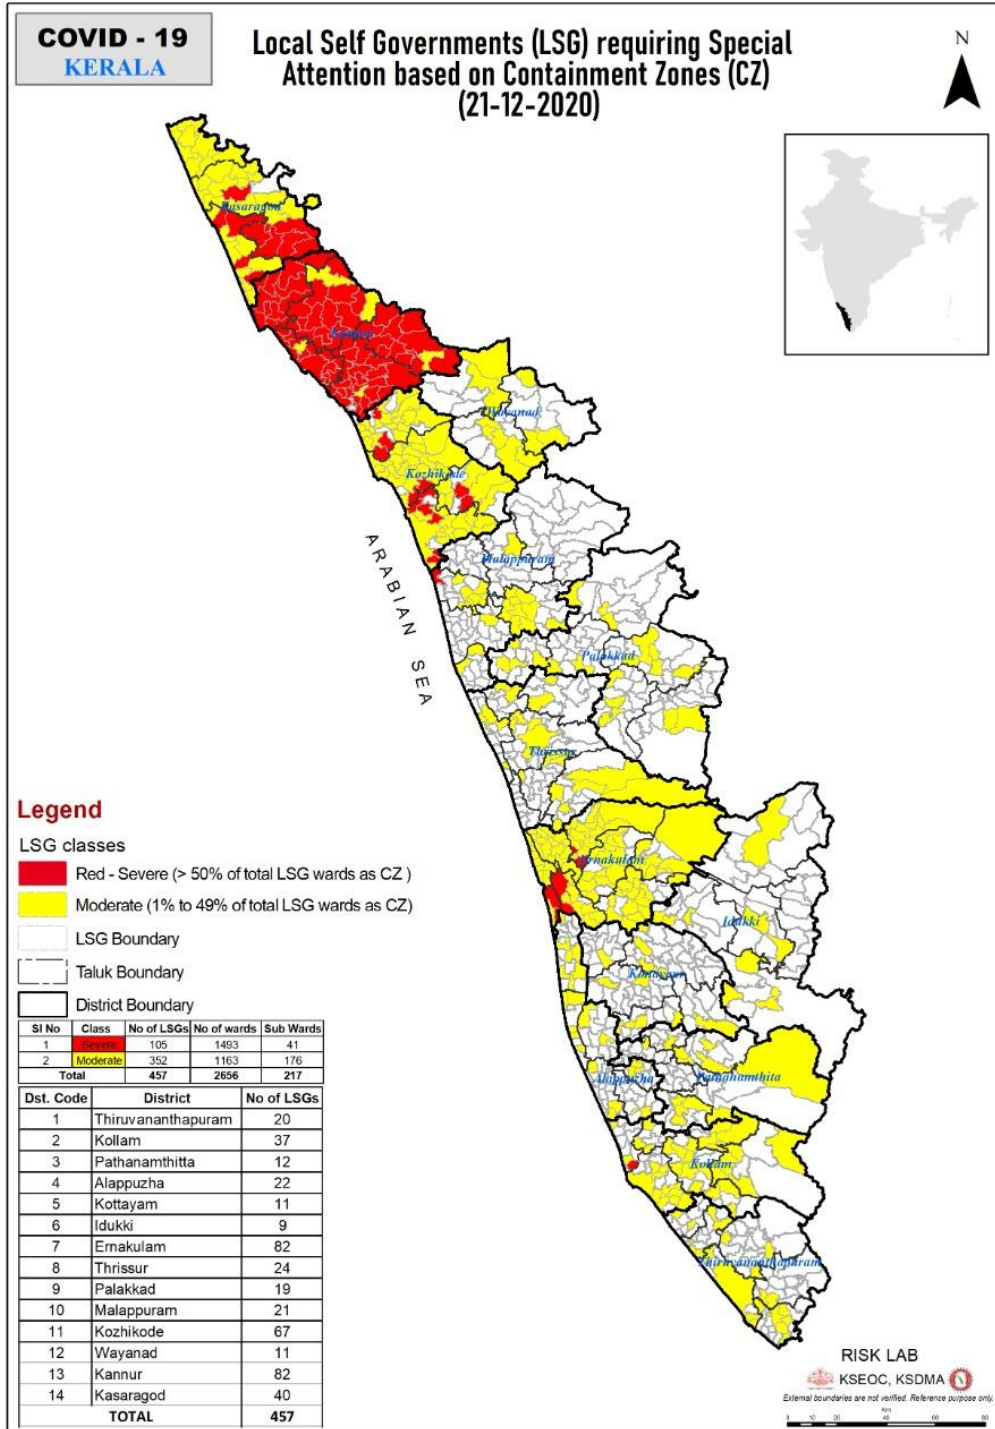 COVID - 19
KERALA
Local Self Governments (LSG) requiring Special
Attention based on Containment Zones (CZ)
(21-12-2020)
N
Kasaragod
Kannur
Wayanad
Kozhikode
Malappuram
ARABIAN SEA
Palakkad
Thrissur
Ernakulam
Idukki
Kottayam
Alappuzha
Pathanamthitta
Kollam
Thiruvananthapuram
Legend
LSG classes
Red - Severe (> 50% of total LSG wards as CZ )
Moderate (1% to 49% of total LSG wards as CZ)
LSG Boundary
Taluk Boundary
District Boundary
Sl No Class No of LSGs No of wards Sub Wards
1 Severe 105 1493 41
2 Moderate 352 1163 176
Total 457 2656 217
Dst. Code District No of LSGs
1 Thiruvananthapuram 20
2 Kollam 37
3 Pathanamthitta 12
4 Alappuzha 22
5 Kottayam 11
6 Idukki 9
7 Ernakulam 82
8 Thrissur 24
9 Palakkad 19
10 Malappuram 21
11 Kozhikode 67
12 Wayanad 11
13 Kannur 82
14 Kasaragod 40
TOTAL 457
RISK LAB
KSEOC, KSDMA
External boundaries are not verified. Reference purpose only.
Km
0 10 20 40 60 80